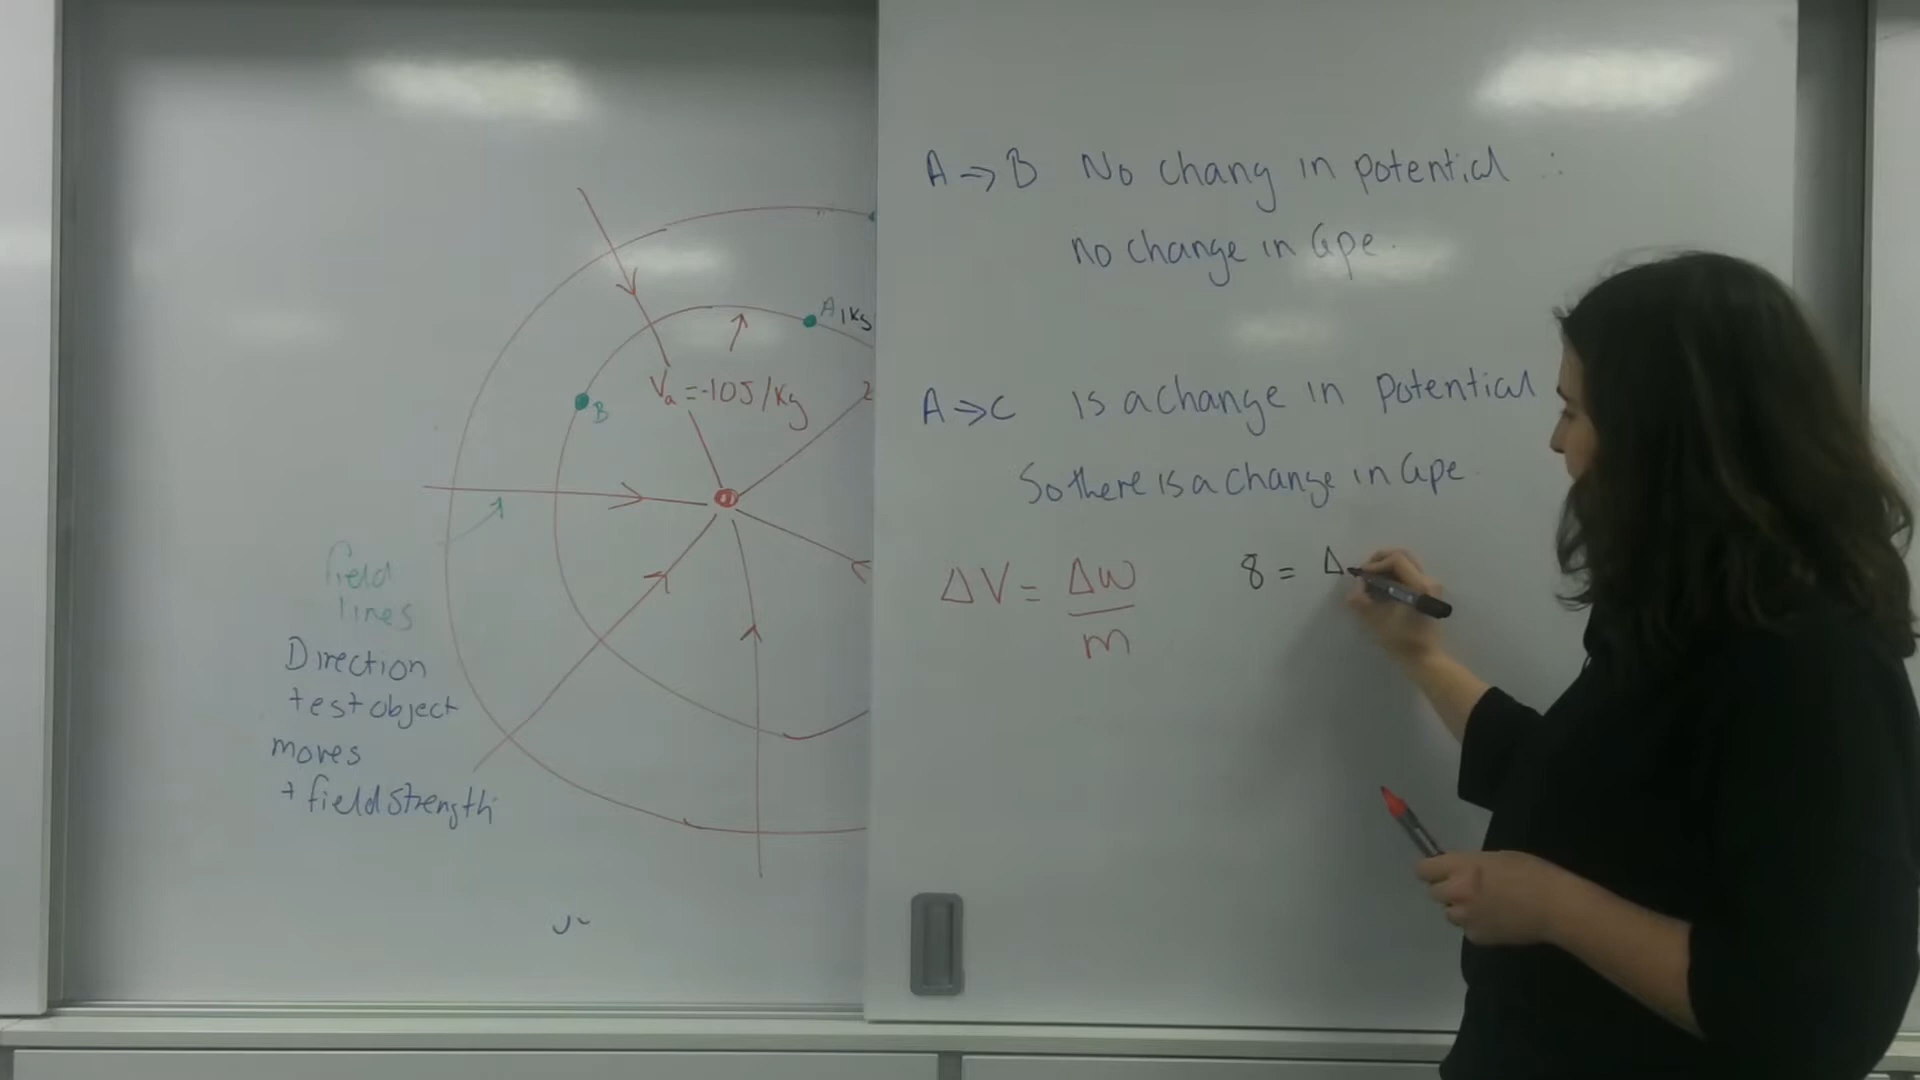 A → B No chang in potential ∴
no change in Gpe.
A → C is a change in potential
So there is a change in Gpe.
ΔV = Δw
m
8 = Δ
A 1kg
Va = -10J/kg
B
field
lines
Direction
test object
moves
+ field strength